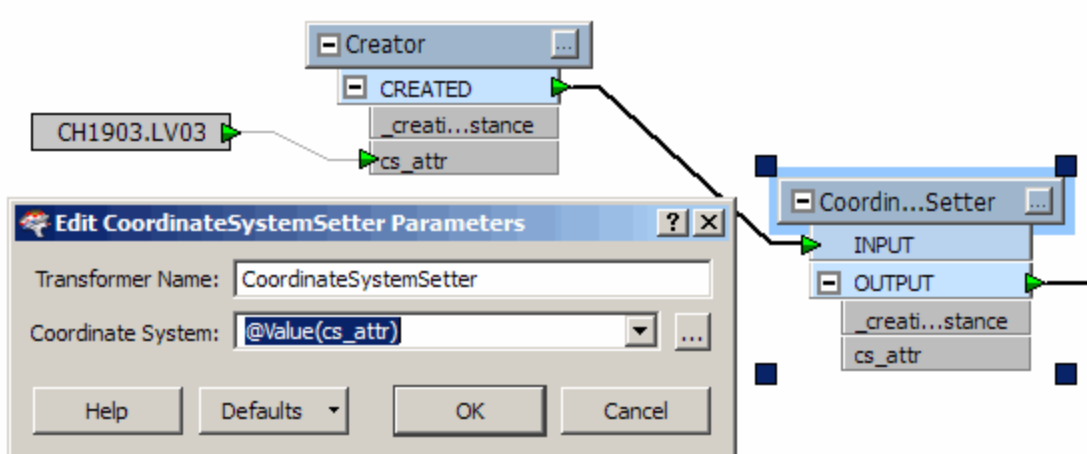 Creator
...
CREATED
_creati...stance
CH1903.LV03
cs_attr
Coordin...Setter
...
INPUT
OUTPUT
_creati...stance
cs_attr
Edit CoordinateSystemSetter Parameters
? X
Transformer Name: CoordinateSystemSetter
Coordinate System: @Value(cs_attr)
...
Help Defaults OK Cancel